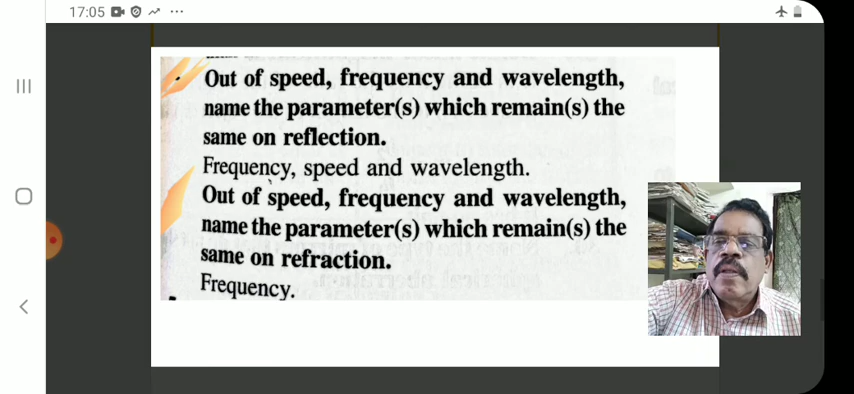 17:05
Out of speed, frequency and wavelength,
name the parameter(s) which remain(s) the
same on reflection.
Frequency, speed and wavelength.
Out of speed, frequency and wavelength,
name the parameter(s) which remain(s) the
same on refraction.
Frequency.